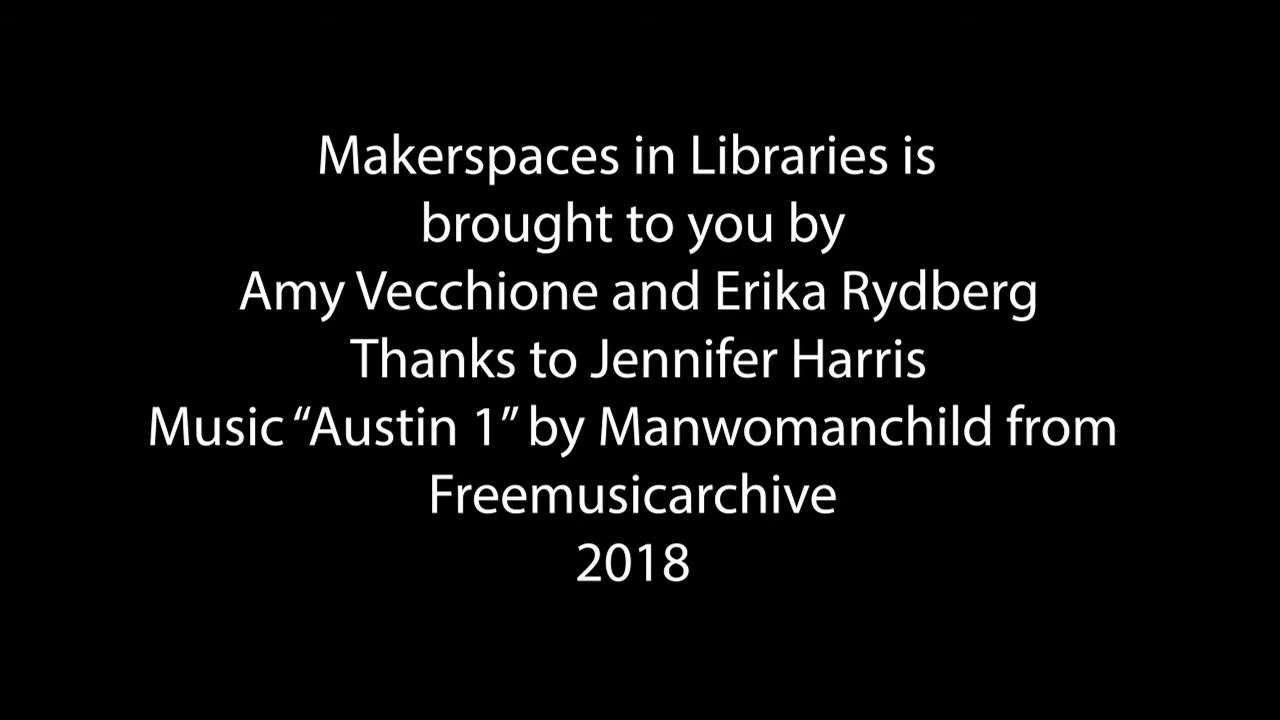 Makerspaces in Libraries is
brought to you by
Amy Vecchione and Erika Rydberg
Thanks to Jennifer Harris
Music “Austin 1” by Manwomanchild from
Freemusicarchive
2018